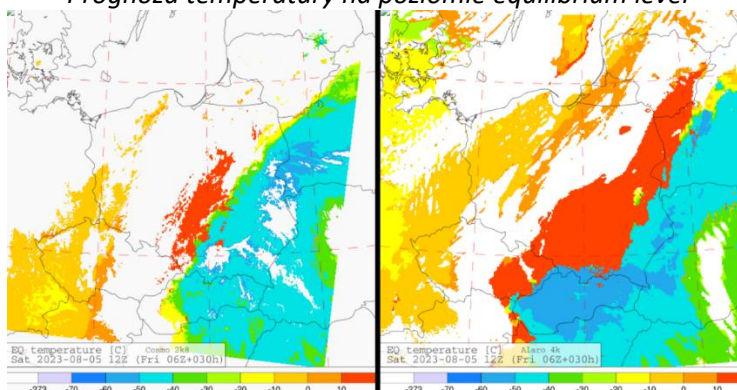 Prognoza temperatury na poziomie equilibrium level
EQ temperature [C] Cosmo 2k8
Sat 2023-08-05 12Z (Fri 06Z+030h)
-273 -70 -60 -50 -40 -30 -20 -10 0 10
EQ temperature [C] Alaro 4k
Sat 2023-08-05 12Z (Fri 06Z+030h)
-273 -70 -60 -50 -40 -30 -20 -10 0 10